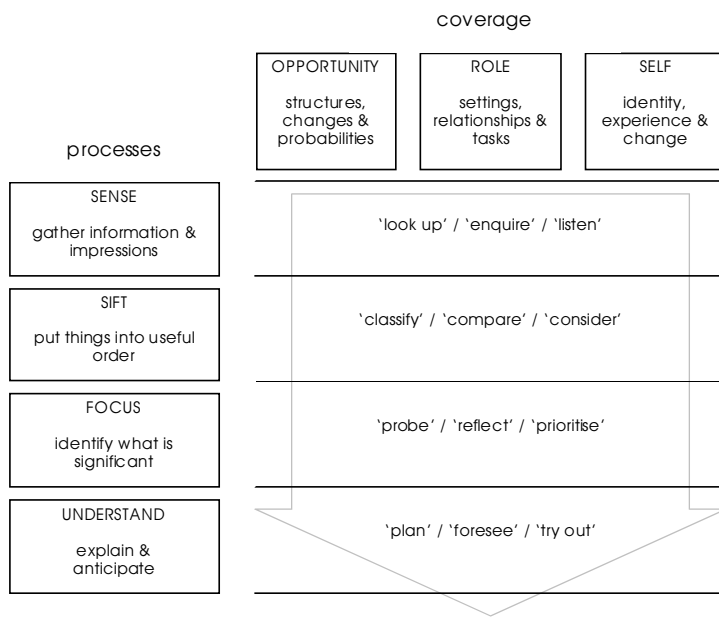 coverage
OPPORTUNITY
structures,
changes &
probabilities
ROLE
settings,
relationships &
tasks
SELF
identity,
experience &
change
processes
SENSE
gather information &
impressions
‘look up’ / ‘enquire’ / ‘listen’
SIFT
put things into useful
order
‘classify’ / ‘compare’ / ‘consider’
FOCUS
identify what is
significant
‘probe’ / ‘reflect’ / ‘prioritise’
UNDERSTAND
explain &
anticipate
‘plan’ / ‘foresee’ / ‘try out’